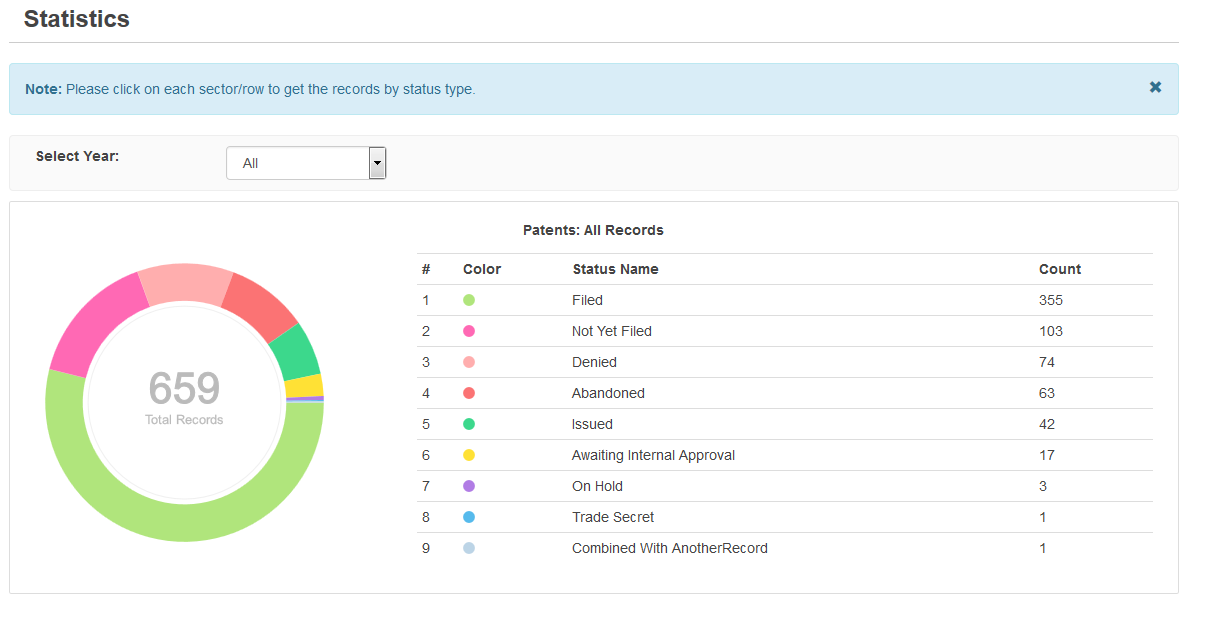 Statistics
Note: Please click on each sector/row to get the records by status type. ✖
Select Year: All
Patents: All Records
# Color Status Name Count
1 Filed 355
2 Not Yet Filed 103
3 Denied 74
4 Abandoned 63
5 Issued 42
6 Awaiting Internal Approval 17
7 On Hold 3
8 Trade Secret 1
9 Combined With AnotherRecord 1
659
Total Records